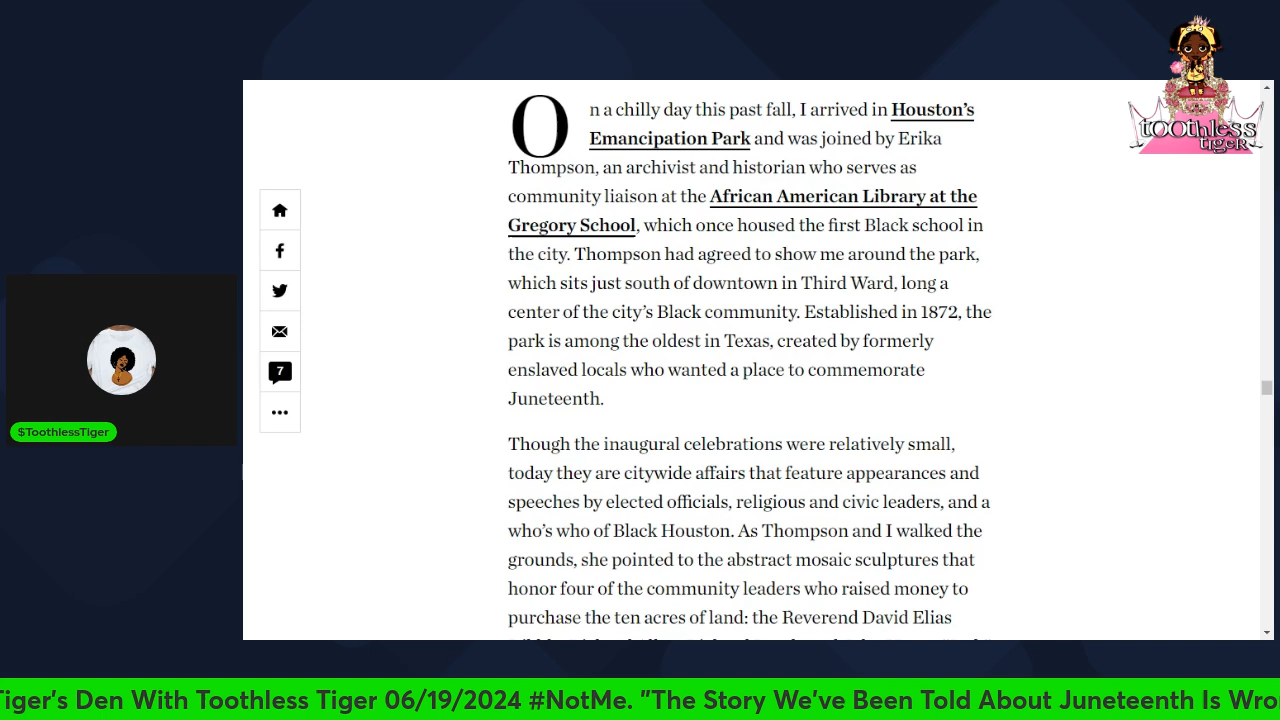 On a chilly day this past fall, I arrived in Houston's
Emancipation Park and was joined by Erika
Thompson, an archivist and historian who serves as
community liaison at the African American Library at the
Gregory School, which once housed the first Black school in
the city. Thompson had agreed to show me around the park,
which sits just south of downtown in Third Ward, long a
center of the city's Black community. Established in 1872, the
park is among the oldest in Texas, created by formerly
enslaved locals who wanted a place to commemorate
Juneteenth.
Though the inaugural celebrations were relatively small,
today they are citywide affairs that feature appearances and
speeches by elected officials, religious and civic leaders, and a
who's who of Black Houston. As Thompson and I walked the
grounds, she pointed to the abstract mosaic sculptures that
honor four of the community leaders who raised money to
purchase the ten acres of land: the Reverend David Elias
7
$ToothlessTiger
toothless
tiger
Tiger's Den With Toothless Tiger 06/19/2024 #NotMe. "The Story We've Been Told About Juneteenth Is Wro